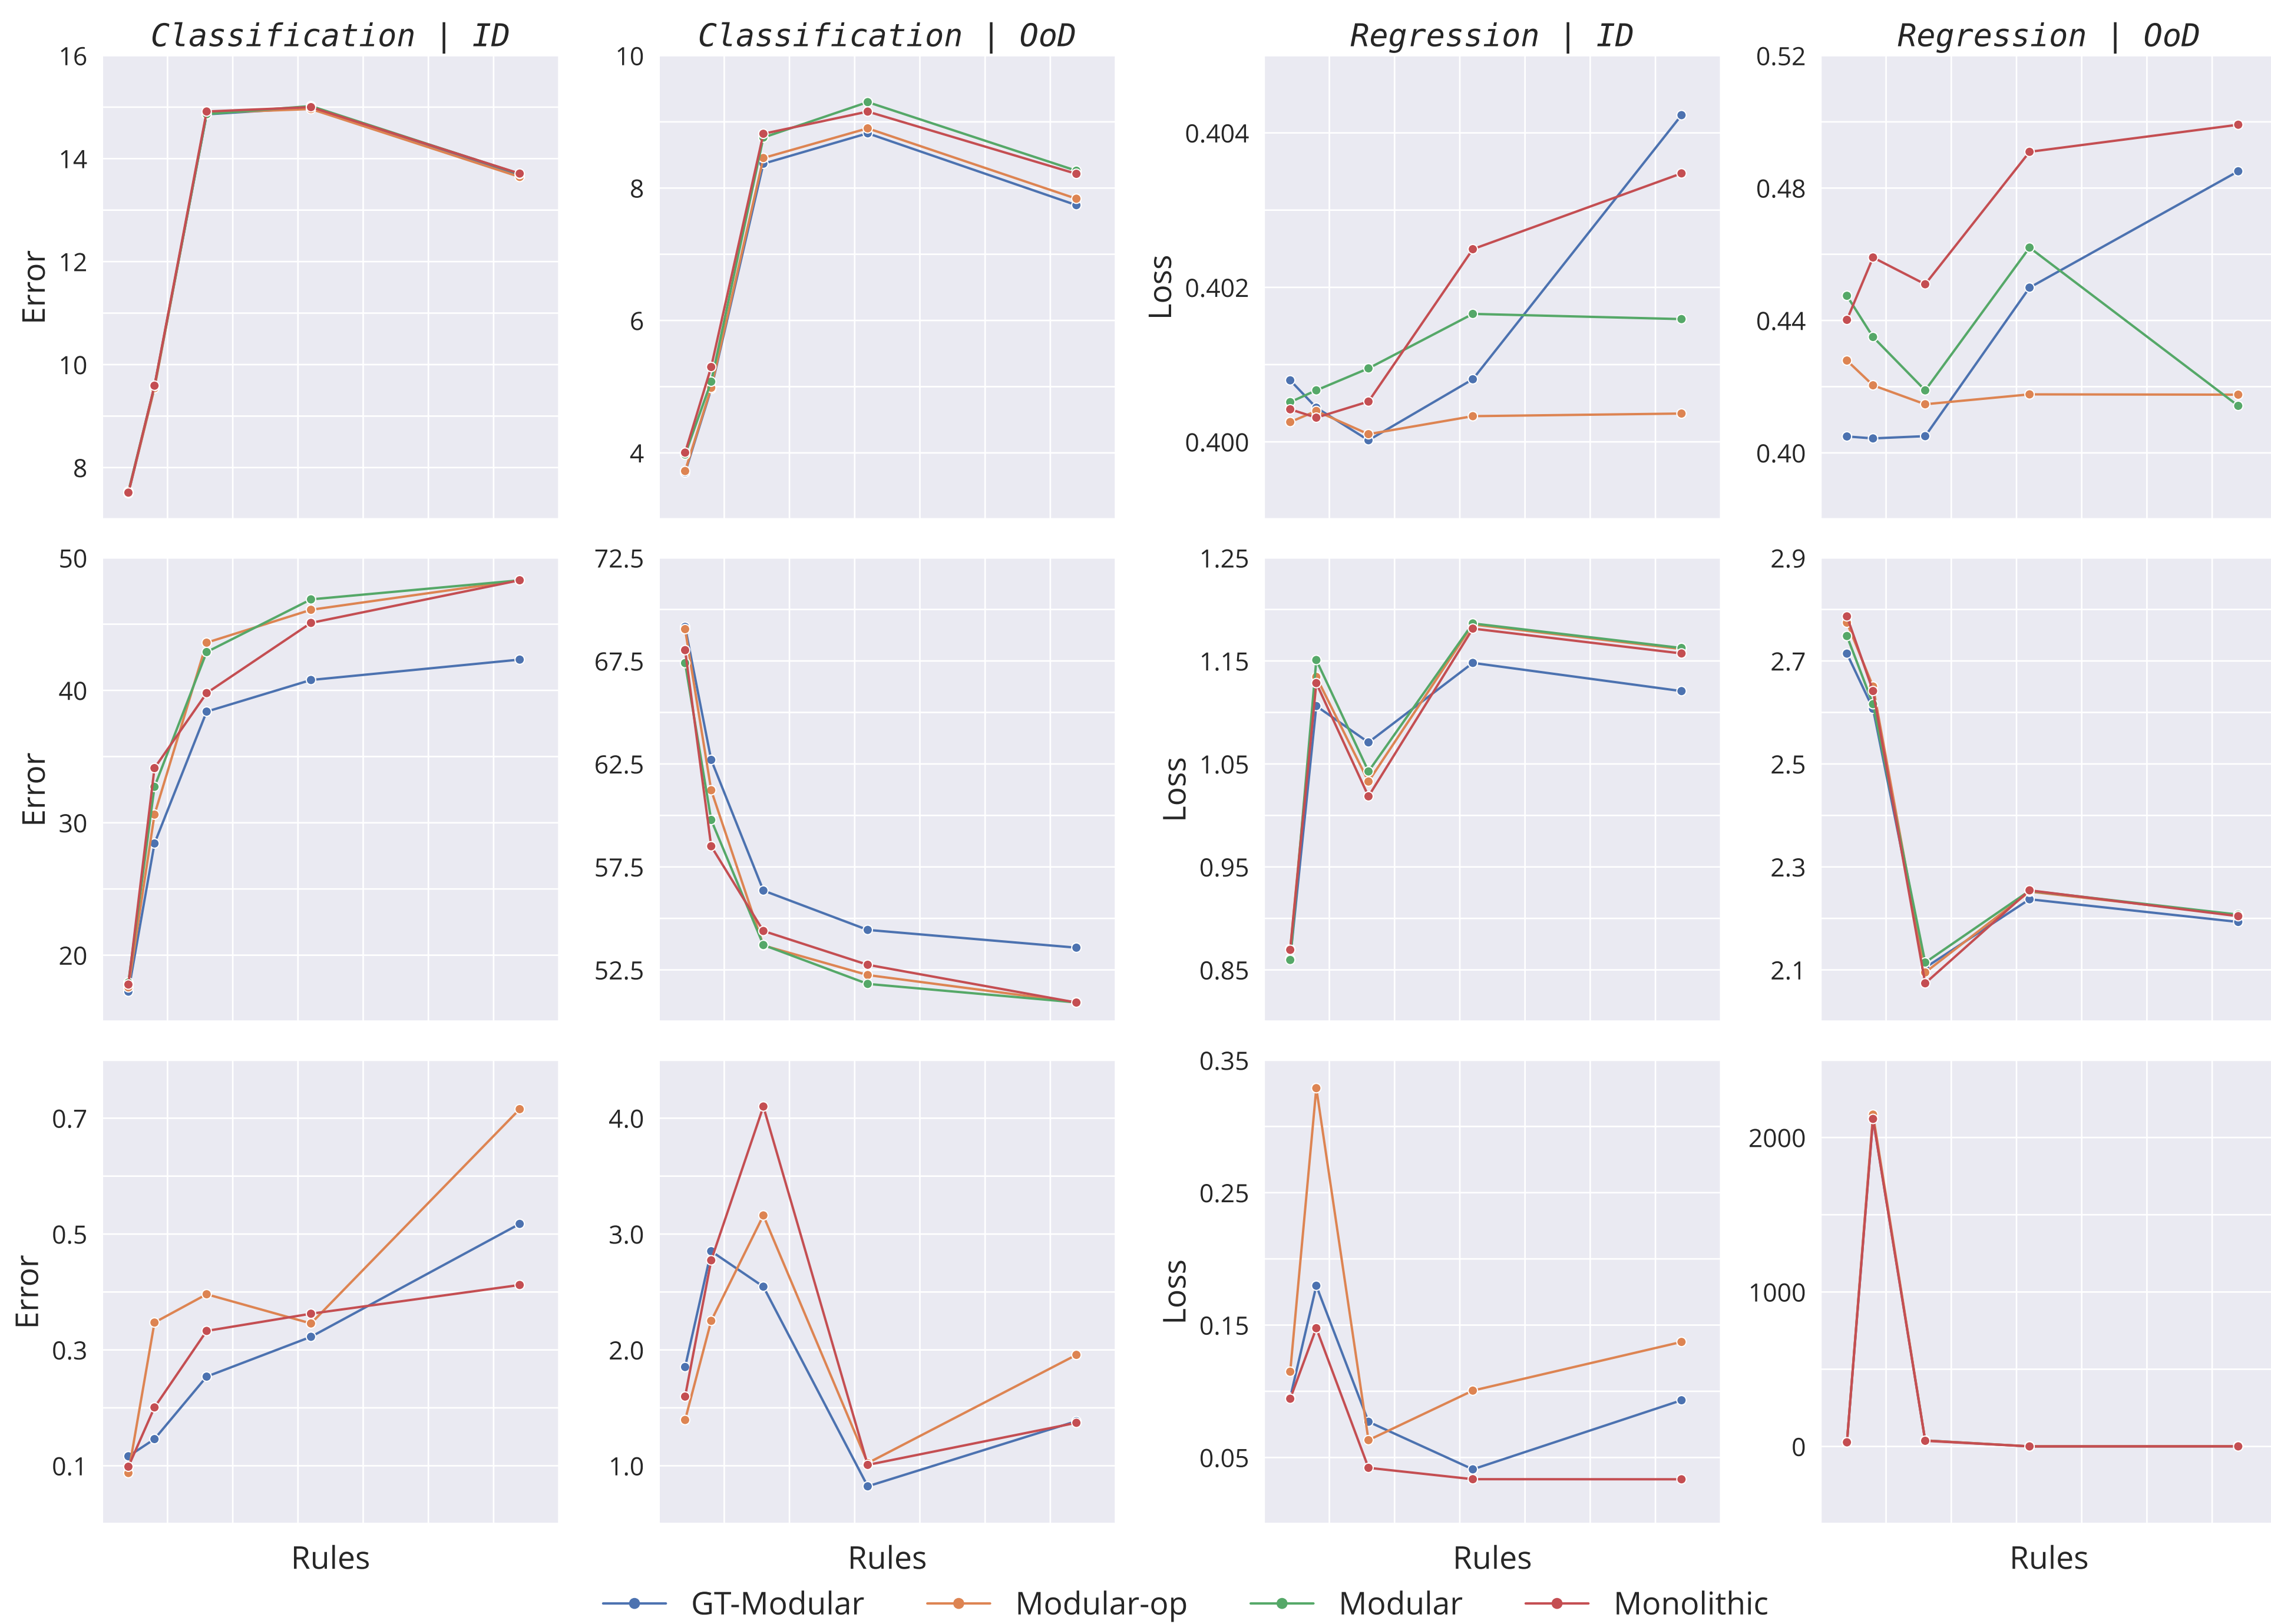 Classification | ID
Classification | OoD
Regression | ID
Regression | OoD
Error
16
14
12
10
8
10
8
6
4
Loss
0.404
0.402
0.400
0.52
0.48
0.44
0.40
Error
50
40
30
20
72.5
67.5
62.5
57.5
52.5
Loss
1.25
1.15
1.05
0.95
0.85
2.9
2.7
2.5
2.3
2.1
Error
0.7
0.5
0.3
0.1
4.0
3.0
2.0
1.0
Loss
0.35
0.25
0.15
0.05
2000
1000
0
Rules
Rules
Rules
Rules
GT-Modular
Modular-op
Modular
Monolithic